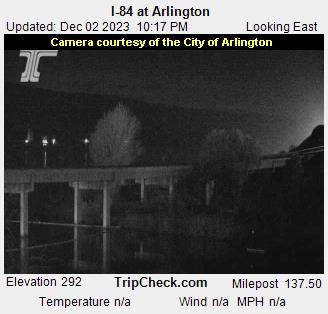 I-84 at Arlington
Updated: Dec 02 2023 10:17 PM Looking East
Camera courtesy of the City of Arlington
Elevation 292 TripCheck.com Milepost 137.50
Temperature n/a Wind n/a MPH n/a